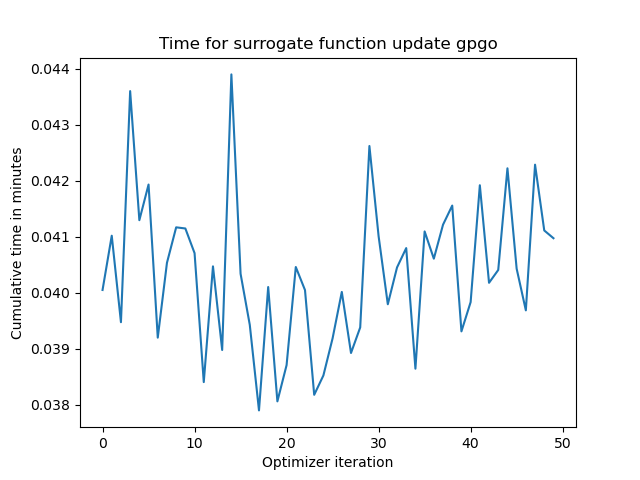 Time for surrogate function update gpgo
0.044
0.043
0.042
0.041
0.040
0.039
0.038
Cumulative time in minutes
0 10 20 30 40 50
Optimizer iteration